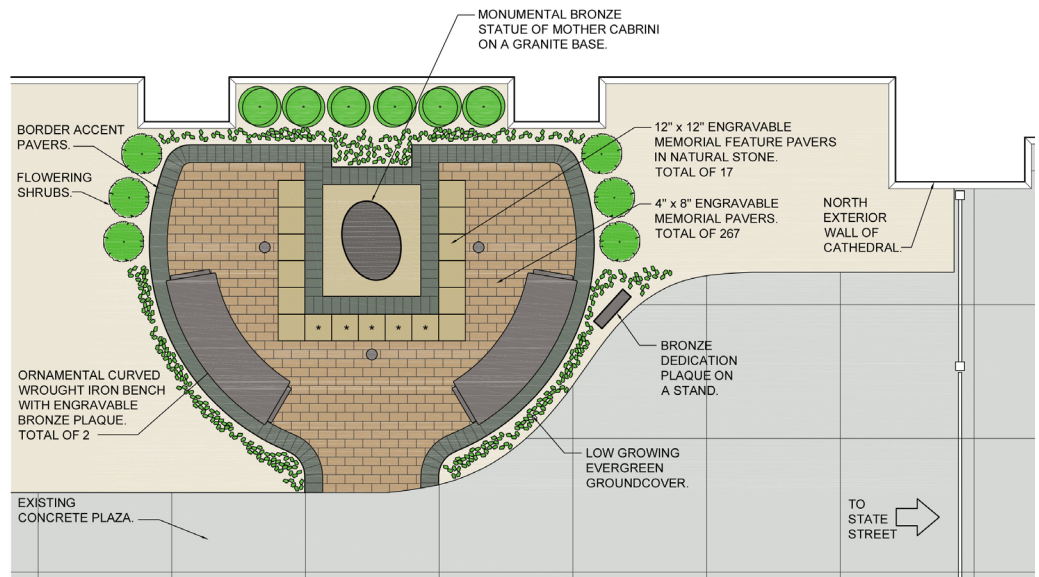 MONUMENTAL BRONZE
STATUE OF MOTHER CABRINI
ON A GRANITE BASE.
BORDER ACCENT
PAVERS.
FLOWERING
SHRUBS.
12" x 12" ENGRAVABLE
MEMORIAL FEATURE PAVERS
IN NATURAL STONE.
TOTAL OF 17
4" x 8" ENGRAVABLE
MEMORIAL PAVERS.
TOTAL OF 267
NORTH
EXTERIOR
WALL OF
CATHEDRAL.
* * * * *
BRONZE
DEDICATION
PLAQUE ON
A STAND.
ORNAMENTAL CURVED
WROUGHT IRON BENCH
WITH ENGRAVABLE
BRONZE PLAQUE.
TOTAL OF 2
LOW GROWING
EVERGREEN
GROUNDCOVER.
EXISTING
CONCRETE PLAZA.
TO
STATE
STREET